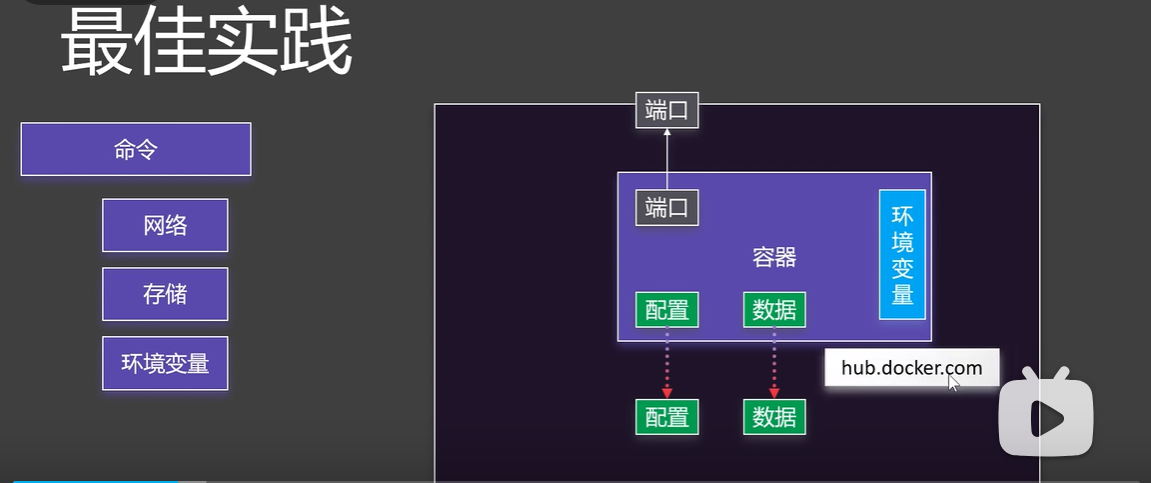 最佳实践
命令
网络
存储
环境变量
端口
端口
容器
环境变量
配置
数据
hub.docker.com
配置
数据